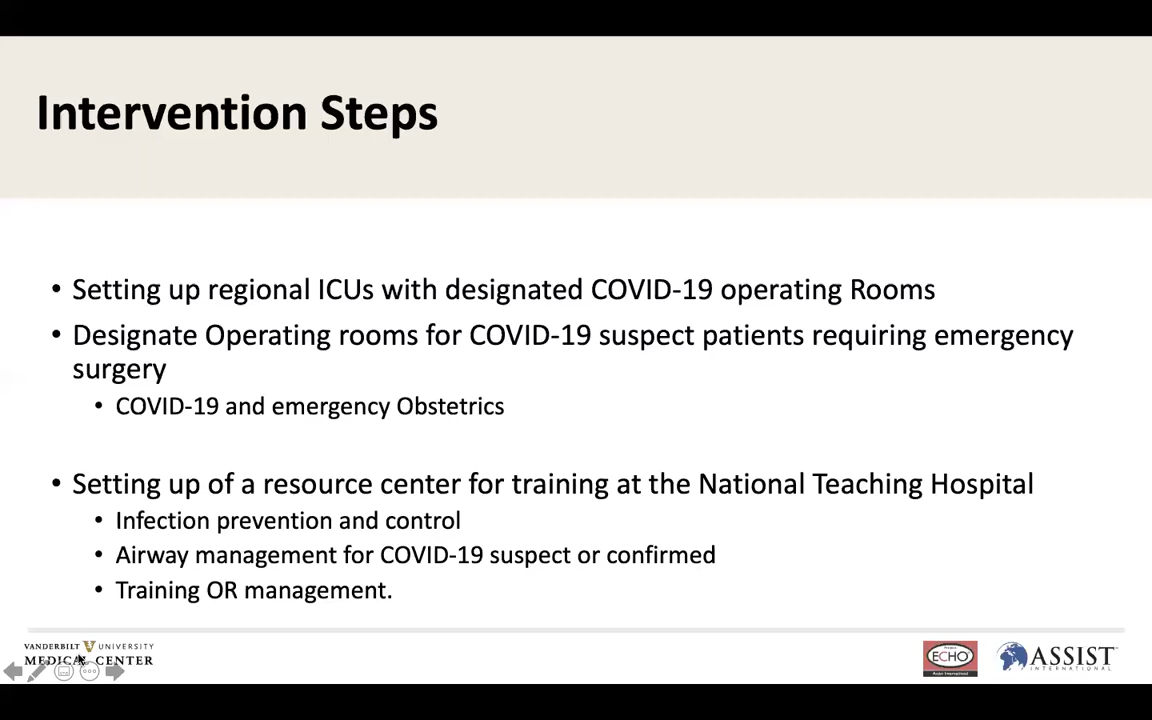 Intervention Steps
• Setting up regional ICUs with designated COVID-19 operating Rooms
• Designate Operating rooms for COVID-19 suspect patients requiring emergency
surgery
• COVID-19 and emergency Obstetrics
• Setting up of a resource center for training at the National Teaching Hospital
• Infection prevention and control
• Airway management for COVID-19 suspect or confirmed
• Training OR management.
VANDERBILT UNIVERSITY
MEDICAL CENTER
ECHO
ASSIST
INTERNATIONAL